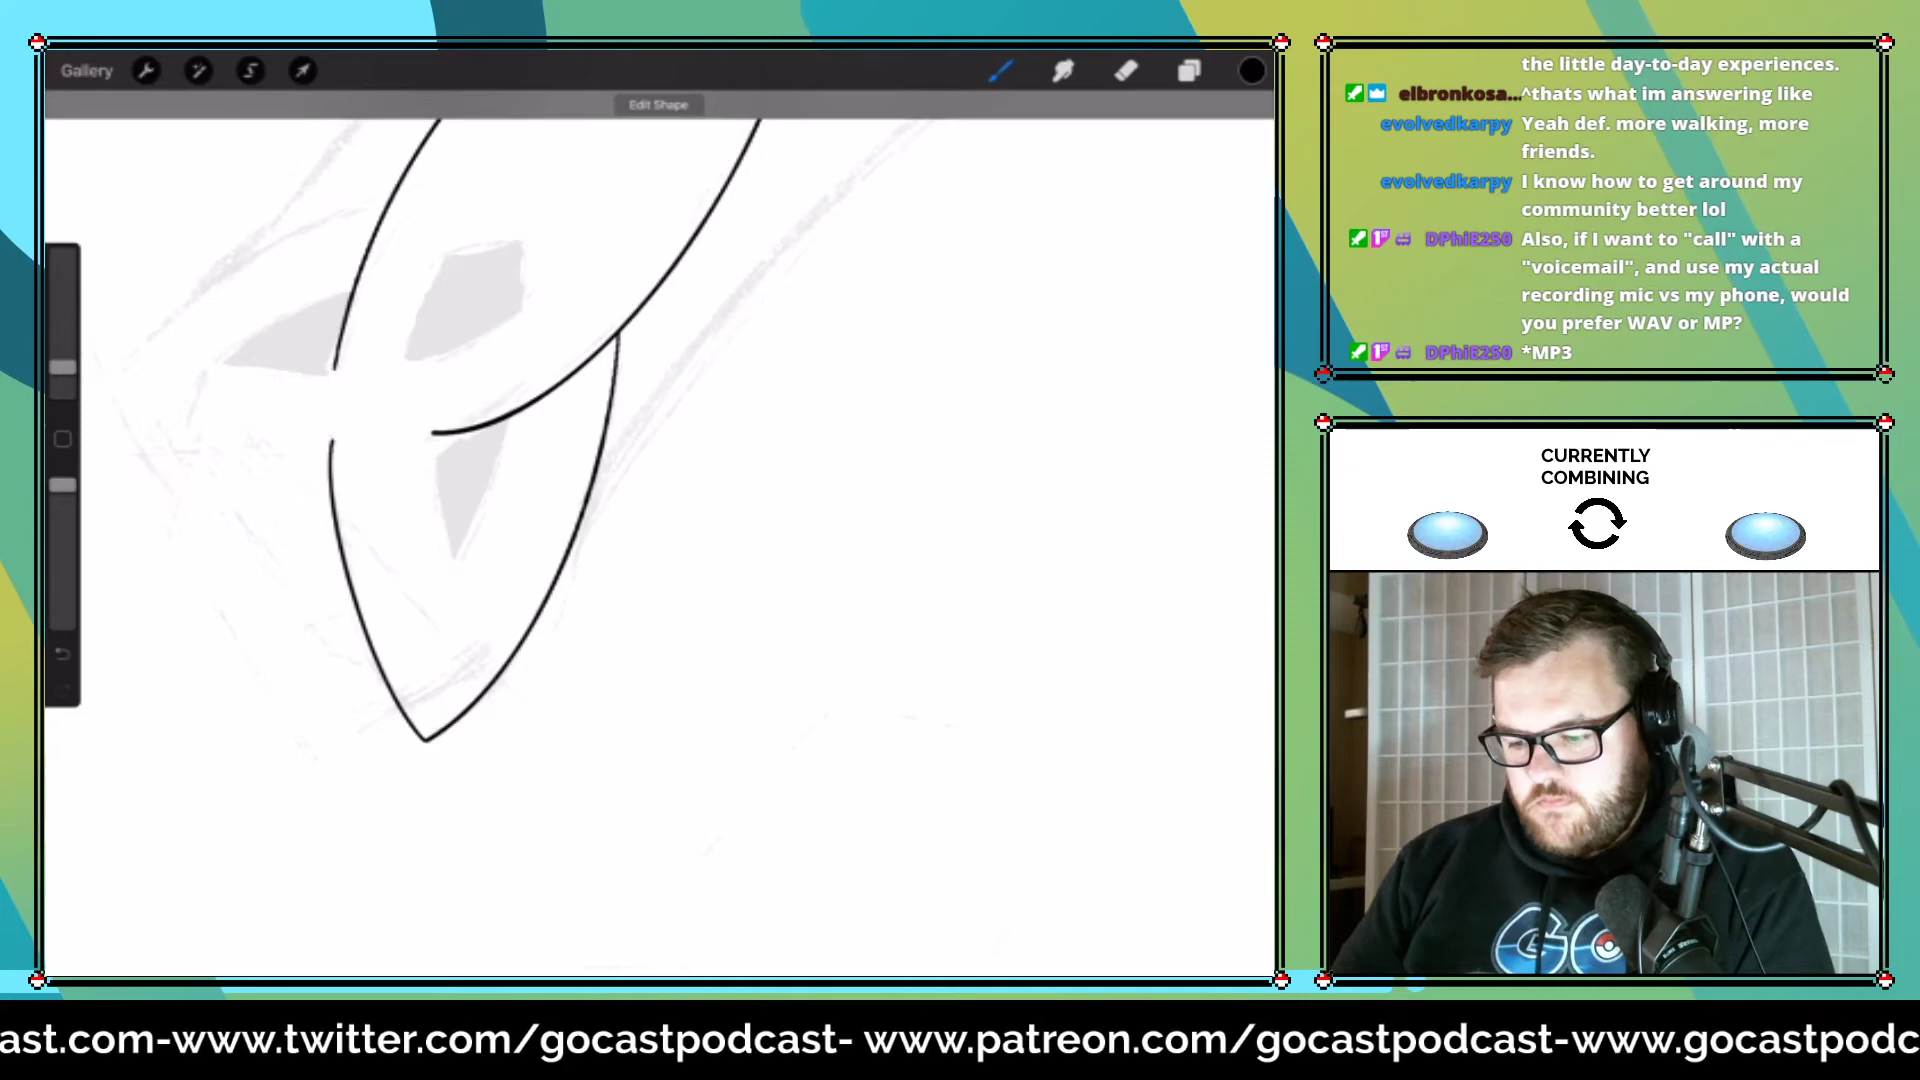 Gallery
Edit Shape
the little day-to-day experiences.
elbronkosa... ^thats what im answering like
evolvedkarpy Yeah def. more walking, more
friends.
evolvedkarpy I know how to get around my
community better lol
DPhiE250 Also, if I want to "call" with a
"voicemail", and use my actual
recording mic vs my phone, would
you prefer WAV or MP?
DPhiE250 *MP3
CURRENTLY
COMBINING
GO
ast.com-www.twitter.com/gocastpodcast- www.patreon.com/gocastpodcast-www.gocastpodc